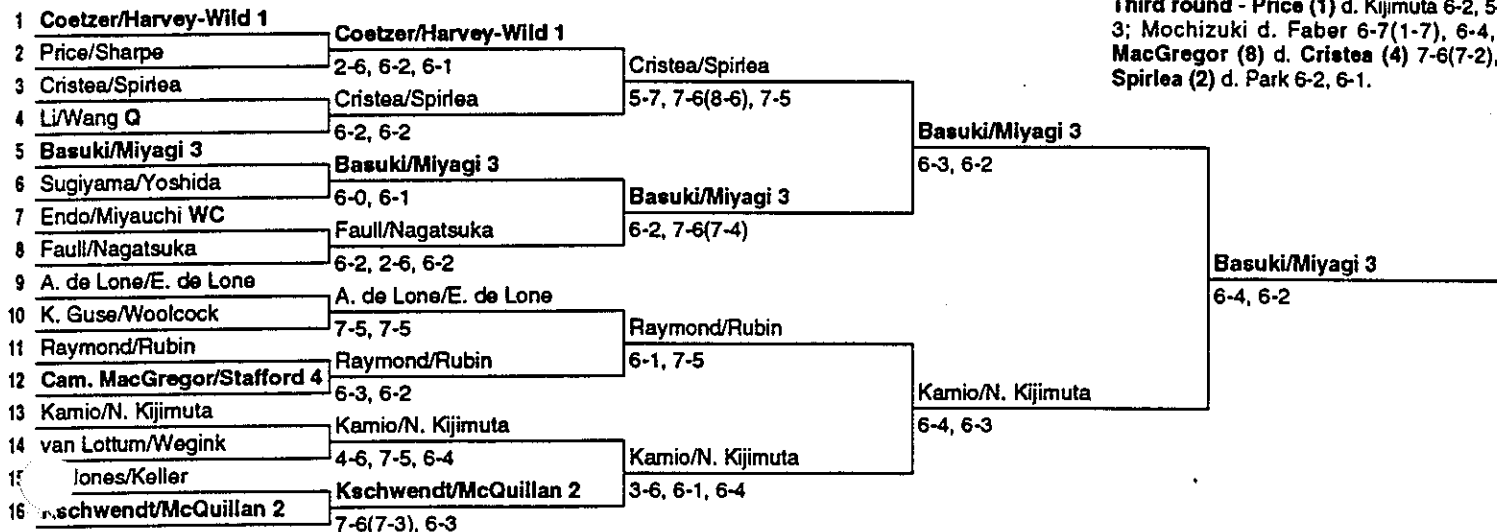 Third round - Price (1) d. Kijimuta 6-2, 5-
3; Mochizuki d. Faber 6-7(1-7), 6-4,
MacGregor (8) d. Cristea (4) 7-6(7-2),
Spirlea (2) d. Park 6-2, 6-1.
1 Coetzer/Harvey-Wild 1
2 Price/Sharpe
3 Cristea/Spirlea
4 Li/Wang Q
5 Basuki/Miyagi 3
6 Sugiyama/Yoshida
7 Endo/Miyauchi WC
8 Faull/Nagatsuka
9 A. de Lone/E. de Lone
10 K. Guse/Woolcock
11 Raymond/Rubin
12 Cam. MacGregor/Stafford 4
13 Kamio/N. Kijimuta
14 van Lottum/Wegink
Jones/Keller
16 Kschwendt/McQuillan 2
Coetzer/Harvey-Wild 1
2-6, 6-2, 6-1
Cristea/Spirlea
6-2, 6-2
Basuki/Miyagi 3
6-0, 6-1
Faull/Nagatsuka
6-2, 2-6, 6-2
A. de Lone/E. de Lone
7-5, 7-5
Raymond/Rubin
6-3, 6-2
Kamio/N. Kijimuta
4-6, 7-5, 6-4
Kschwendt/McQuillan 2
7-6(7-3), 6-3
Cristea/Spirlea
5-7, 7-6(8-6), 7-5
Basuki/Miyagi 3
6-2, 7-6(7-4)
Raymond/Rubin
6-1, 7-5
Kamio/N. Kijimuta
3-6, 6-1, 6-4
Basuki/Miyagi 3
6-3, 6-2
Kamio/N. Kijimuta
6-4, 6-3
Basuki/Miyagi 3
6-4, 6-2